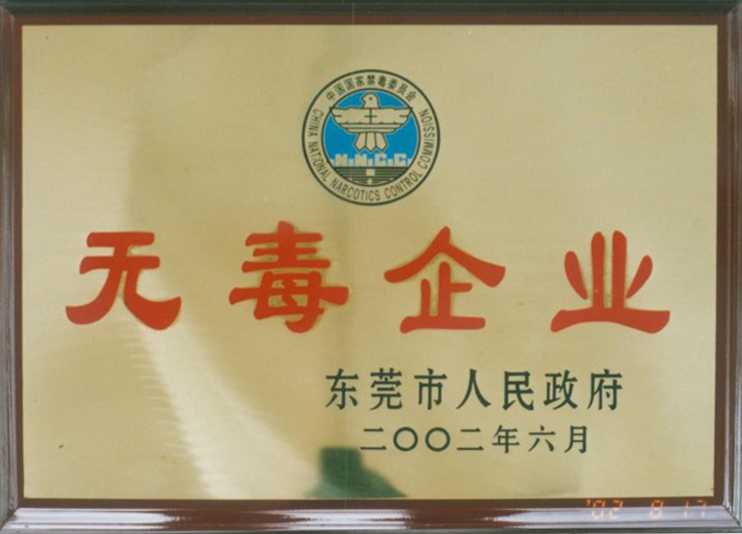 中国国家禁毒委员会
CHINA NATIONAL NARCOTICS CONTROL COMMISSION
N.N.C.C
无毒企业
东莞市人民政府
二〇〇二年六月
'02 8 17